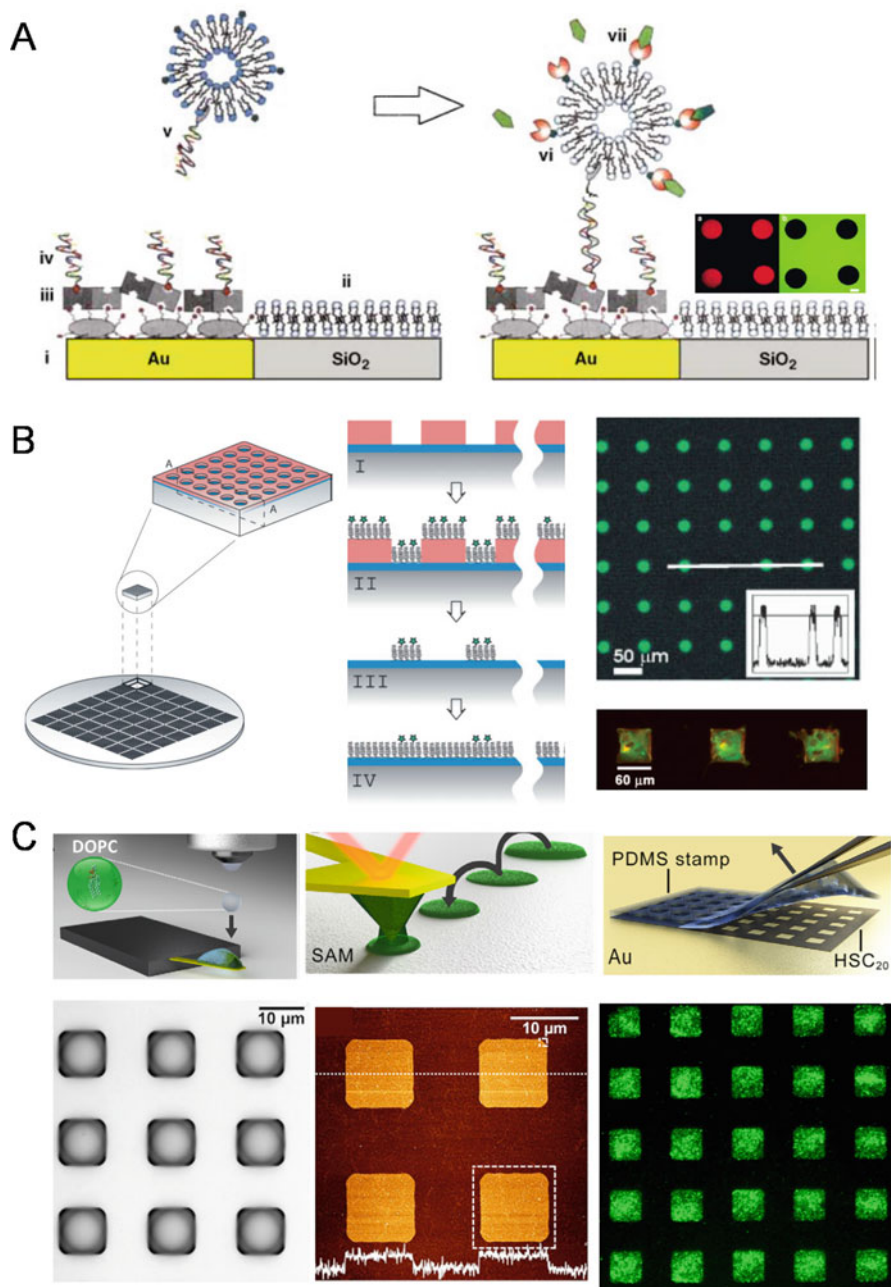 A
v
vii
vi
iv
iii
ii
a
i
Au
SiO₂
Au
SiO₂
B
A
A
I
II
III
IV
50 µm
60 µm
C
DOPC
SAM
PDMS stamp
Au
HSC₂₀
10 µm
10 µm